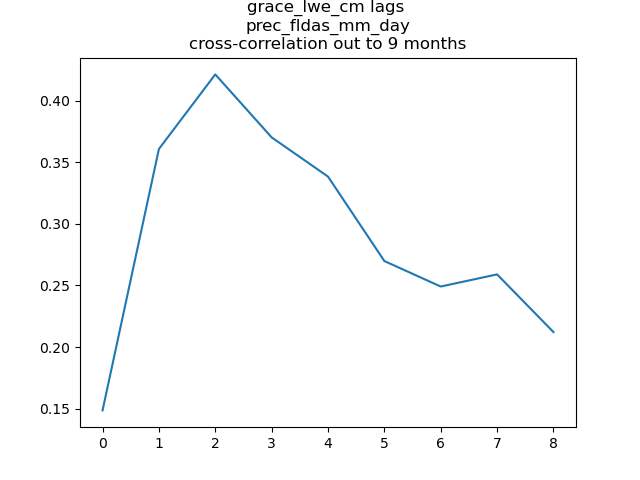 grace_lwe_cm lags
prec_fldas_mm_day
cross-correlation out to 9 months
0.40
0.35
0.30
0.25
0.20
0.15
0 1 2 3 4 5 6 7 8